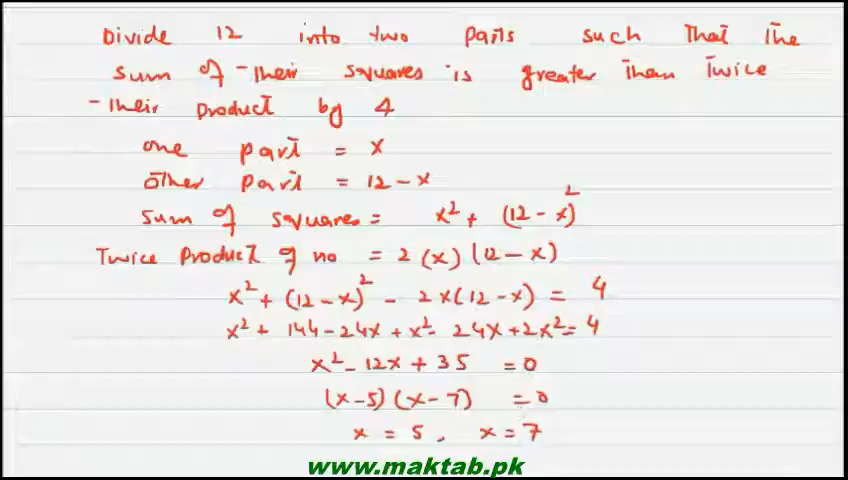 Divide 12 into two parts such that the
sum of their squares is greater than twice
their product by 4
one part = x
other part = 12 - x
sum of squares = x² + (12 - x)²
Twice product of no = 2 (x) (12 - x)
x² + (12 - x)² - 2x(12 - x) = 4
x² + 144 - 24x + x² - 24x + 2x² = 4
x² - 12x + 35 = 0
(x - 5) (x - 7) = 0
x = 5, x = 7
www.maktab.pk